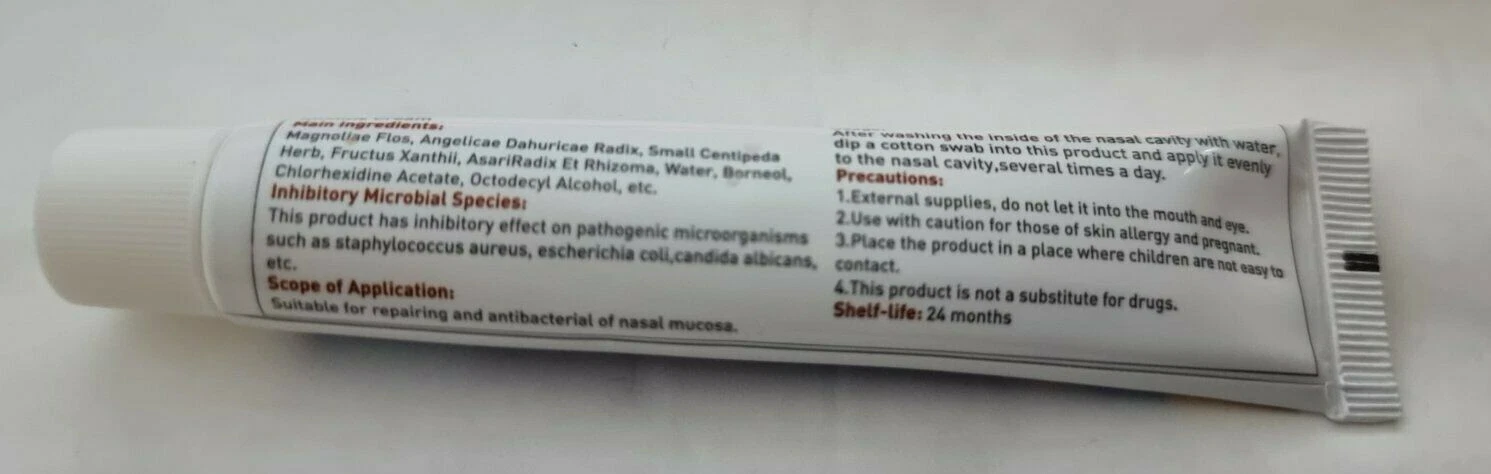 Main Ingredients:
Magnoliae Flos, Angelicae Dahuricae Radix, Small Centipeda
Herb, Fructus Xanthii, AsariRadix Et Rhizoma, Water, Borneol,
Chlorhexidine Acetate, Octodecyl Alcohol, etc.
Inhibitory Microbial Species:
This product has inhibitory effect on pathogenic microorganisms
such as staphylococcus aureus, escherichia coli,candida albicans,
etc.
Scope of Application:
Suitable for repairing and antibacterial of nasal mucosa.
After washing the inside of the nasal cavity with water,
dip a cotton swab into this product and apply it evenly
to the nasal cavity,several times a day.
Precautions:
1.External supplies, do not let it into the mouth and eye.
2.Use with caution for those of skin allergy and pregnant.
3.Place the product in a place where children are not easy to
contact.
4.This product is not a substitute for drugs.
Shelf-life: 24 months